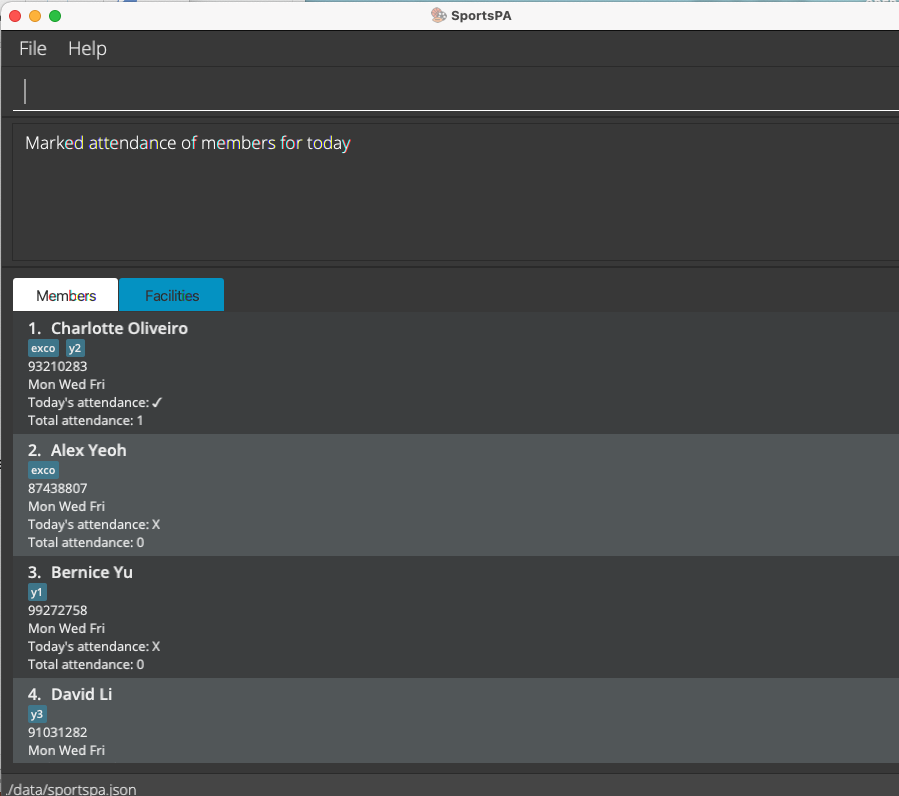 SportsPA
File Help
Marked attendance of members for today
Members Facilities
1. Charlotte Oliveiro
exco y2
93210283
Mon Wed Fri
Today's attendance: ✓
Total attendance: 1
2. Alex Yeoh
exco
87438807
Mon Wed Fri
Today's attendance: X
Total attendance: 0
3. Bernice Yu
y1
99272758
Mon Wed Fri
Today's attendance: X
Total attendance: 0
4. David Li
y3
91031282
Mon Wed Fri
./data/sportspa.json